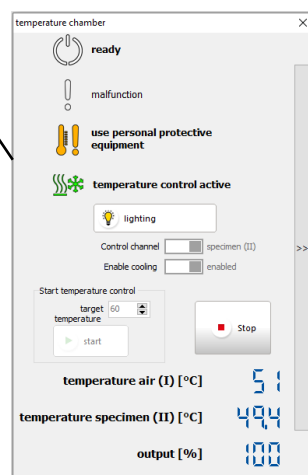 temperature chamber
ready
malfunction
use personal protective
equipment
temperature control active
lighting
Control channel specimen (II)
Enable cooling enabled
>>
Start temperature control
target 60
temperature
start
Stop
temperature air (I) [°C] 51
temperature specimen (II) [°C] 49,4
output [%] 100